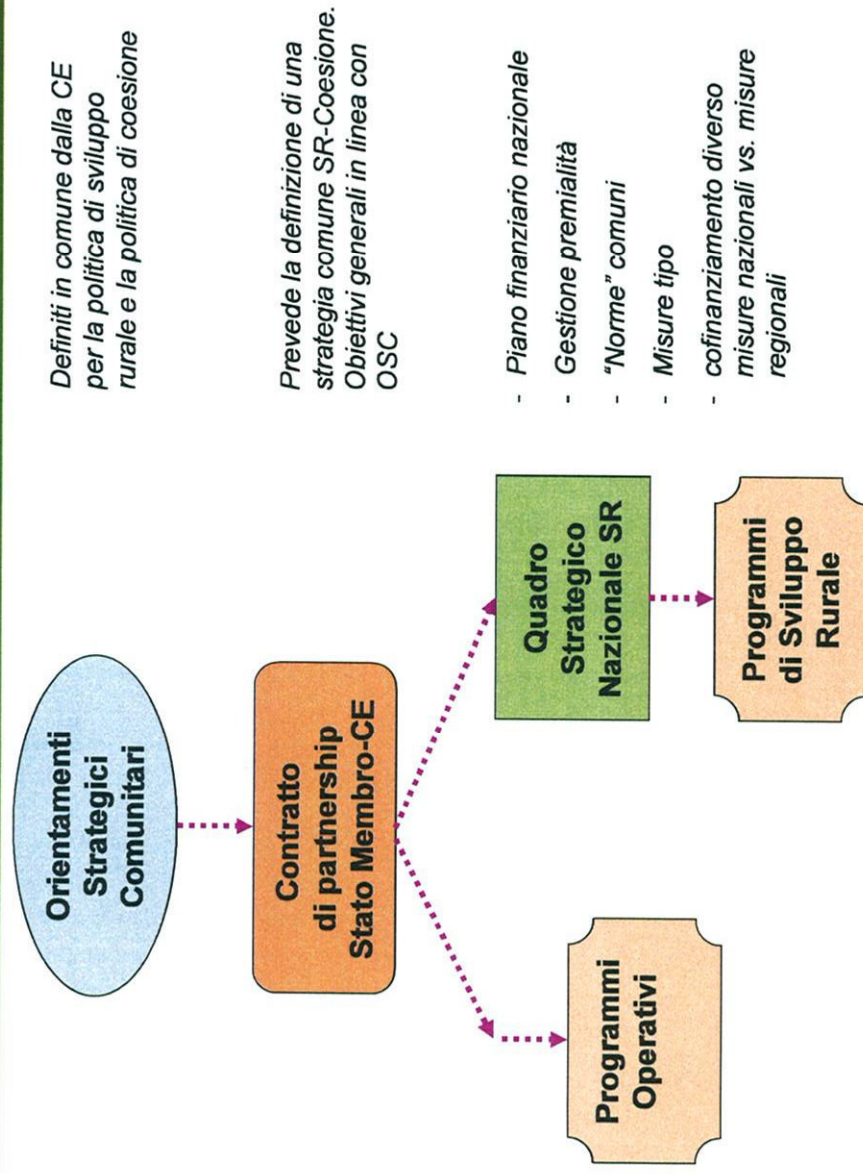 Orientamenti
Strategici
Comunitari
Definiti in comune dalla CE
per la politica di sviluppo
rurale e la politica di coesione
Contratto
di partnership
Stato Membro-CE
Prevede la definizione di una
strategia comune SR-Coesione.
Obiettivi generali in linea con
OSC
Quadro
Strategico
Nazionale SR
- Piano finanziario nazionale
- Gestione premialità
- "Norme" comuni
- Misure tipo
- cofinanziamento diverso
misure nazionali vs. misure
regionali
Programmi
Operativi
Programmi
di Sviluppo
Rurale